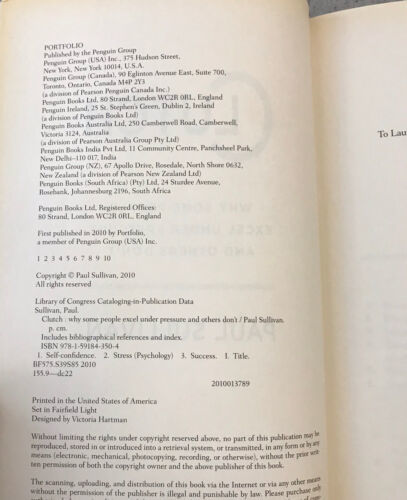 PORTFOLIO
Published by the Penguin Group
Penguin Group (USA) Inc., 375 Hudson Street,
New York, New York 10014, U.S.A.
Penguin Group (Canada), 90 Eglinton Avenue East, Suite 700,
Toronto, Ontario, Canada M4P 2Y3
(a division of Pearson Penguin Canada Inc.)
Penguin Books Ltd, 80 Strand, London WC2R 0RL, England
Penguin Ireland, 25 St. Stephen's Green, Dublin 2, Ireland
(a division of Penguin Books Ltd)
Penguin Books Australia Ltd, 250 Camberwell Road, Camberwell,
Victoria 3124, Australia
(a division of Pearson Australia Group Pty Ltd)
Penguin Books India Pvt Ltd, 11 Community Centre, Panchsheel Park,
New Delhi–110 017, India
Penguin Group (NZ), 67 Apollo Drive, Rosedale, North Shore 0632,
New Zealand (a division of Pearson New Zealand Ltd)
Penguin Books (South Africa) (Pty) Ltd, 24 Sturdee Avenue,
Rosebank, Johannesburg 2196, South Africa
Penguin Books Ltd, Registered Offices:
80 Strand, London WC2R 0RL, England
First published in 2010 by Portfolio,
a member of Penguin Group (USA) Inc.
1 2 3 4 5 6 7 8 9 10
Copyright © Paul Sullivan, 2010
All rights reserved
Library of Congress Cataloging-in-Publication Data
Sullivan, Paul.
Clutch : why some people excel under pressure and others don't / Paul Sullivan.
p. cm.
Includes bibliographical references and index.
ISBN 978-1-59184-350-4
1. Self-confidence. 2. Stress (Psychology) 3. Success. I. Title.
BF575.S39S85 2010
155.9—dc22
2010013789
Printed in the United States of America
Set in Fairfield Light
Designed by Victoria Hartman
Without limiting the rights under copyright reserved above, no part of this publication may be
reproduced, stored in or introduced into a retrieval system, or transmitted, in any form or by any
means (electronic, mechanical, photocopying, recording, or otherwise), without the prior writ-
ten permission of both the copyright owner and the above publisher of this book.
The scanning, uploading, and distribution of this book via the Internet or via any other means
without the permission of the publisher is illegal and punishable by law. Please purchase only
To Lau